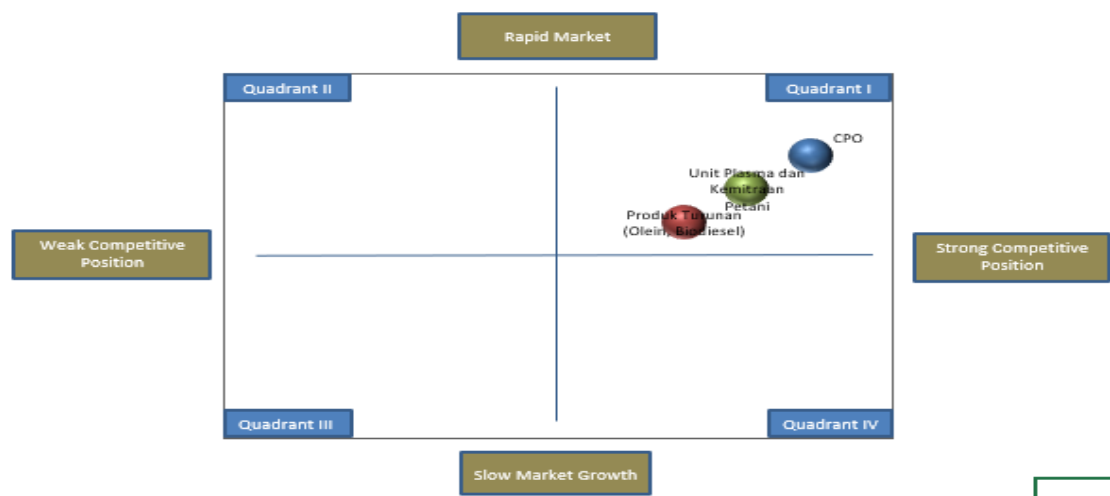 Rapid Market
Quadrant II
Quadrant I
CPO
Unit Plasma dan
Kemitraan
Petani
Produk Turunan
(Olein, Biodiesel)
Weak Competitive
Position
Strong Competitive
Position
Quadrant III
Quadrant IV
Slow Market Growth